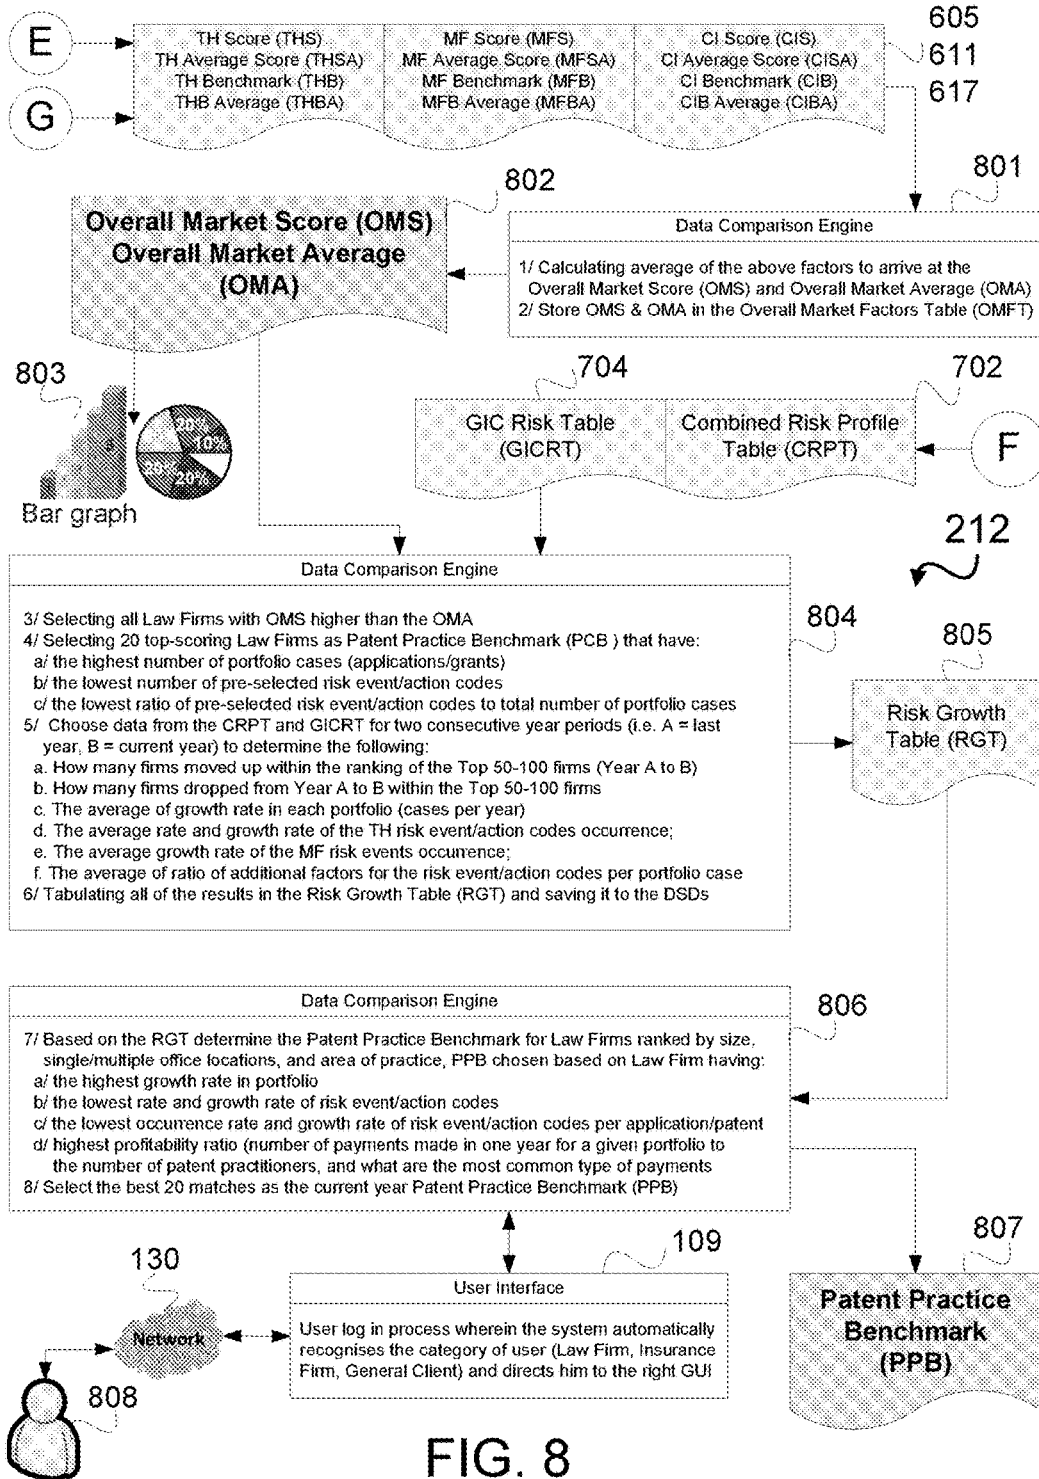 E
G
TH Score (THS)
TH Average Score (THSA)
TH Benchmark (THB)
THB Average (THBA)
MF Score (MFS)
MF Average Score (MFSA)
MF Benchmark (MFB)
MFB Average (MFBA)
CI Score (CIS)
CI Average Score (CISA)
CI Benchmark (CIB)
CIB Average (CIBA)
605
611
617
802
Overall Market Score (OMS)
Overall Market Average
(OMA)
801
Data Comparison Engine
1/ Calculating average of the above factors to arrive at the
Overall Market Score (OMS) and Overall Market Average (OMA)
2/ Store OMS & OMA in the Overall Market Factors Table (OMFT)
803
20%
10%
20%
20%
Bar graph
704
GIC Risk Table
(GICRT)
702
Combined Risk Profile
Table (CRPT)
F
212
Data Comparison Engine
3/ Selecting all Law Firms with OMS higher than the OMA
4/ Selecting 20 top-scoring Law Firms as Patent Practice Benchmark (PCB ) that have:
a/ the highest number of portfolio cases (applications/grants)
b/ the lowest number of pre-selected risk event/action codes
c/ the lowest ratio of pre-selected risk event/action codes to total number of portfolio cases
5/ Choose data from the CRPT and GICRT for two consecutive year periods (i.e. A = last
year, B = current year) to determine the following:
a. How many firms moved up within the ranking of the Top 50-100 firms (Year A to B)
b. How many firms dropped from Year A to B within the Top 50-100 firms
c. The average of growth rate in each portfolio (cases per year)
d. The average rate and growth rate of the TH risk event/action codes occurrence;
e. The average growth rate of the MF risk events occurrence;
f. The average of ratio of additional factors for the risk event/action codes per portfolio case
6/ Tabulating all of the results in the Risk Growth Table (RGT) and saving it to the DSDs
804
805
Risk Growth
Table (RGT)
Data Comparison Engine
7/ Based on the RGT determine the Patent Practice Benchmark for Law Firms ranked by size,
single/multiple office locations, and area of practice, PPB chosen based on Law Firm having:
a/ the highest growth rate in portfolio
b/ the lowest rate and growth rate of risk event/action codes
c/ the lowest occurrence rate and growth rate of risk event/action codes per application/patent
d/ highest profitability ratio (number of payments made in one year for a given portfolio to
the number of patent practitioners, and what are the most common type of payments
8/ Select the best 20 matches as the current year Patent Practice Benchmark (PPB)
806
130
Network
808
109
User Interface
User log in process wherein the system automatically
recognises the category of user (Law Firm, Insurance
Firm, General Client) and directs him to the right GUI
807
Patent Practice
Benchmark
(PPB)
FIG. 8